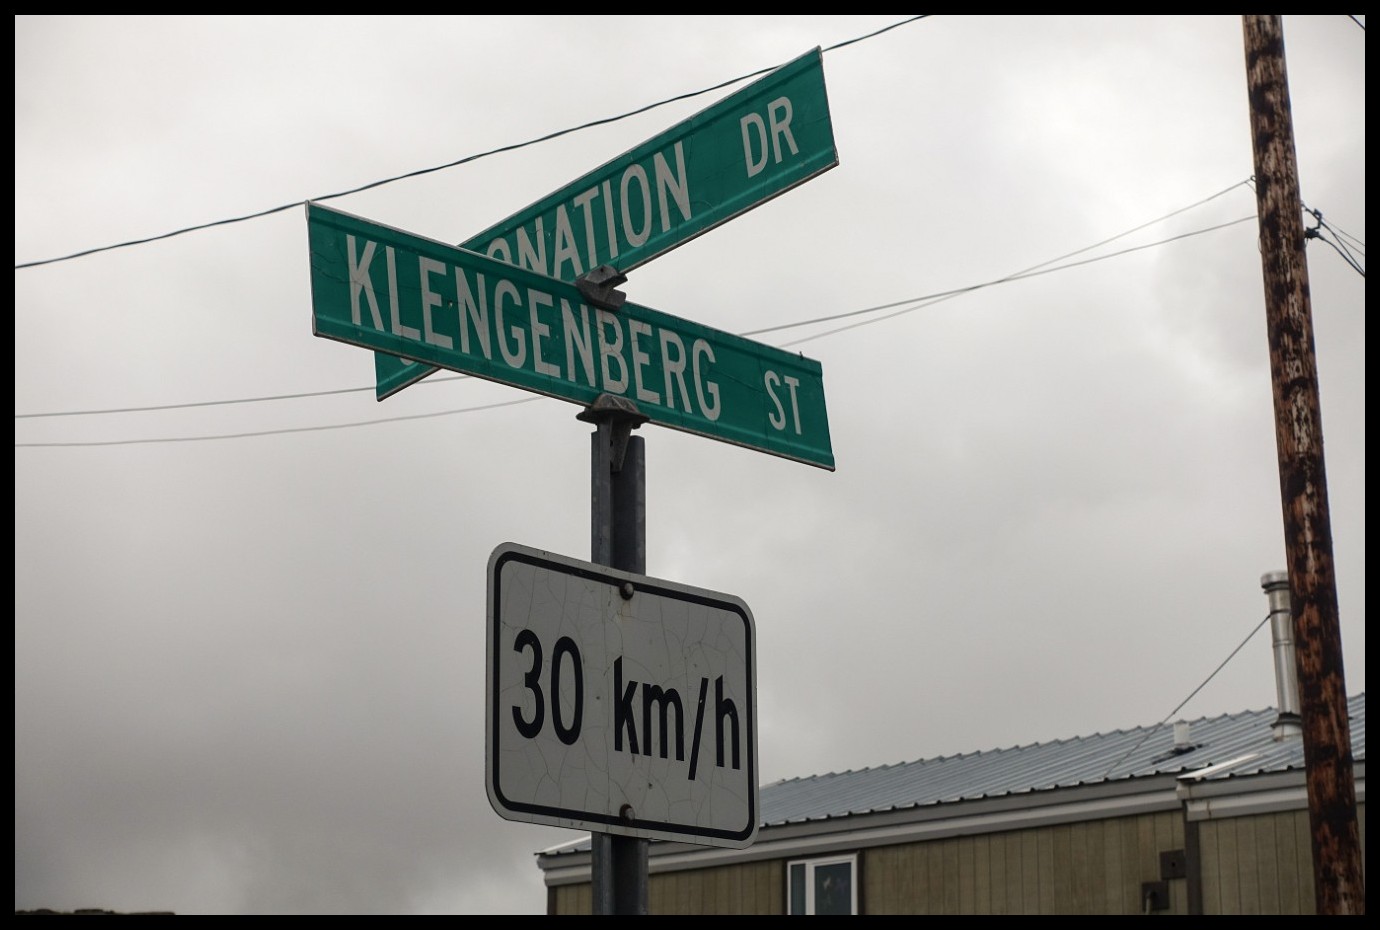 ONATION DR
KLENGENBERG ST
30 km/h